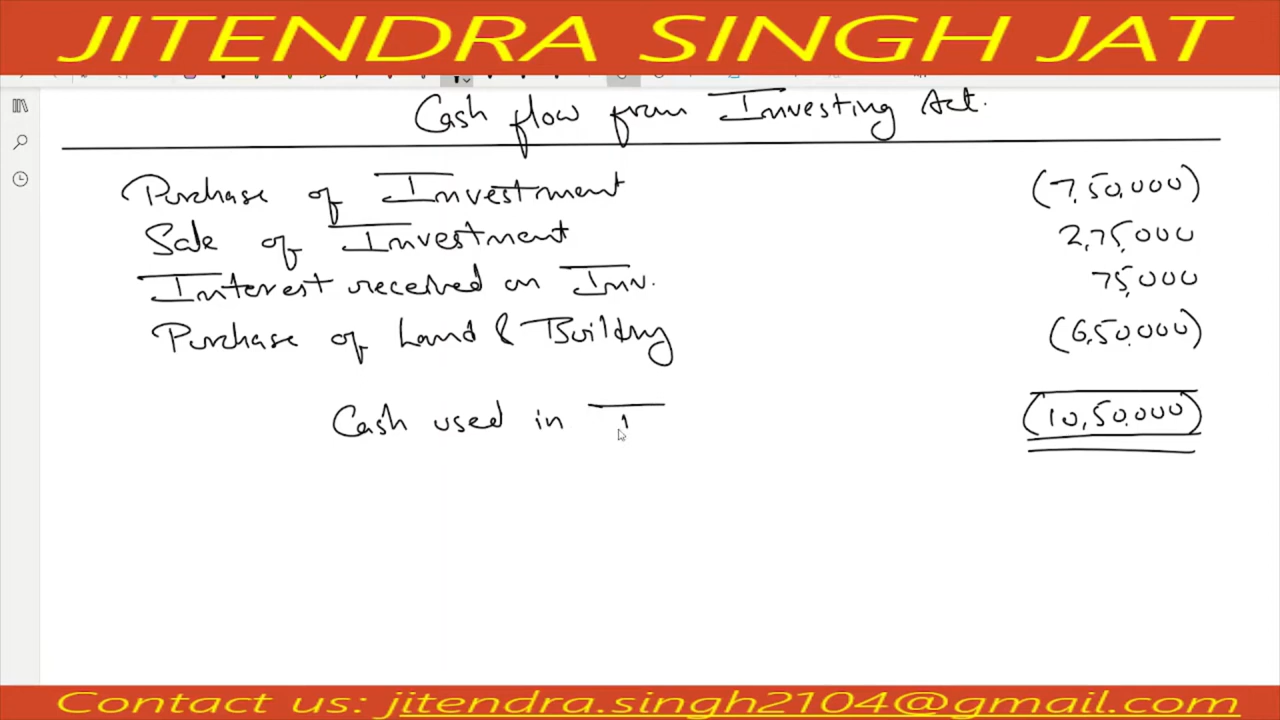 JITENDRA SINGH JAT
Cash flow from Investing Act.
Purchase of Investment (7,50,000)
Sale of Investment 2,75,000
Interest received on Inv. 75,000
Purchase of Land & Building (6,50,000)
Cash used in I (10,50,000)
Contact us: jitendra.singh2104@gmail.com